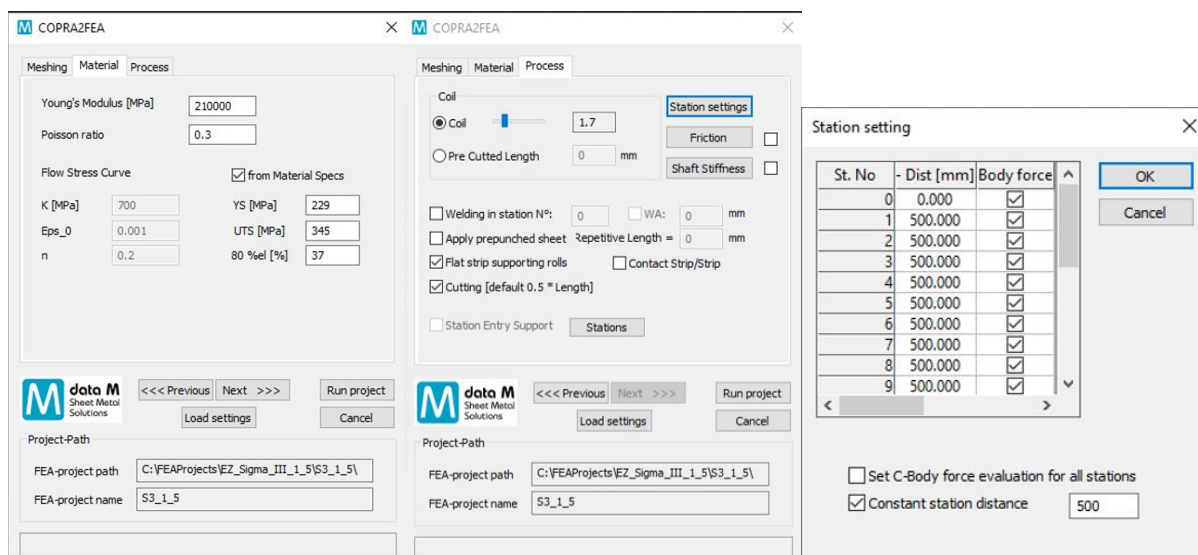 COPRA2FEA
Meshing Material Process
Young's Modulus [MPa] 210000
Poisson ratio 0.3
Flow Stress Curve from Material Specs
K [MPa] 700 YS [MPa] 229
Eps_0 0.001 UTS [MPa] 345
n 0.2 80 %el [%] 37
M data M
Sheet Metal
Solutions
<<< Previous Next >>> Run project
Load settings Cancel
Project-Path
FEA-project path C:\FEAProjects\EZ_Sigma_III_1_5\S3_1_5\
FEA-project name S3_1_5
COPRA2FEA
Meshing Material Process
Coil
Coil 1.7 Station settings
Friction
Pre Cutted Length 0 mm
Shaft Stiffness
Welding in station N°: 0 WA: 0 mm
Apply prepunched sheet Repetitive Length = 0 mm
Flat strip supporting rolls Contact Strip/Strip
Cutting [default 0.5 * Length]
Station Entry Support Stations
M data M
Sheet Metal
Solutions
<<< Previous Next >>> Run project
Load settings Cancel
Project-Path
FEA-project path C:\FEAProjects\EZ_Sigma_III_1_5\S3_1_5\
FEA-project name S3_1_5
Station setting
St. No - Dist [mm] Body force
0 0.000
1 500.000
2 500.000
3 500.000
4 500.000
5 500.000
6 500.000
7 500.000
8 500.000
9 500.000
OK
Cancel
Set C-Body force evaluation for all stations
Constant station distance 500